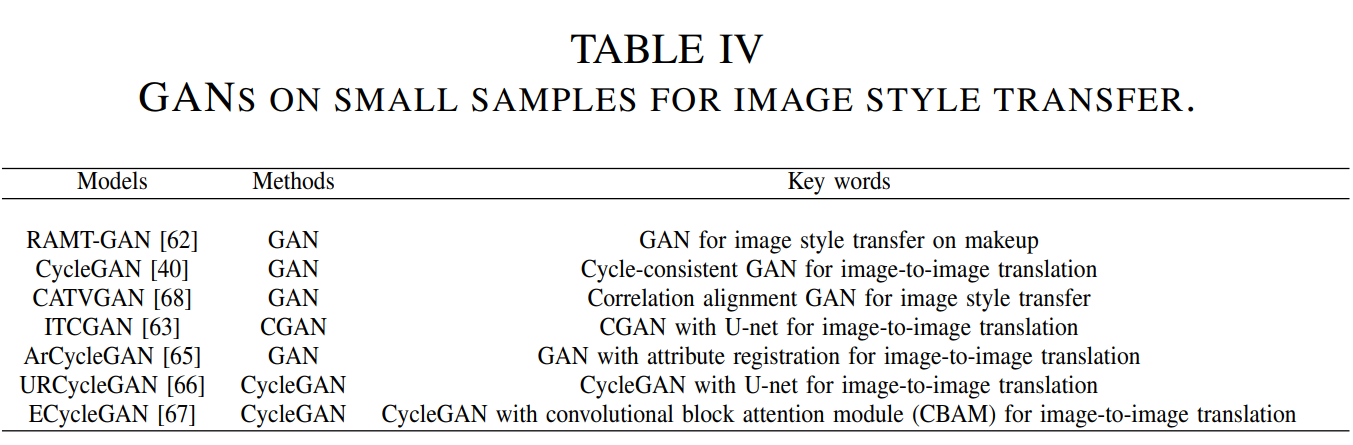 TABLE IV
GANS ON SMALL SAMPLES FOR IMAGE STYLE TRANSFER.
Models Methods Key words
RAMT-GAN [62] GAN GAN for image style transfer on makeup
CycleGAN [40] GAN Cycle-consistent GAN for image-to-image translation
CATVGAN [68] GAN Correlation alignment GAN for image style transfer
ITCGAN [63] CGAN CGAN with U-net for image-to-image translation
ArCycleGAN [65] GAN GAN with attribute registration for image-to-image translation
URCycleGAN [66] CycleGAN CycleGAN with U-net for image-to-image translation
ECycleGAN [67] CycleGAN CycleGAN with convolutional block attention module (CBAM) for image-to-image translation